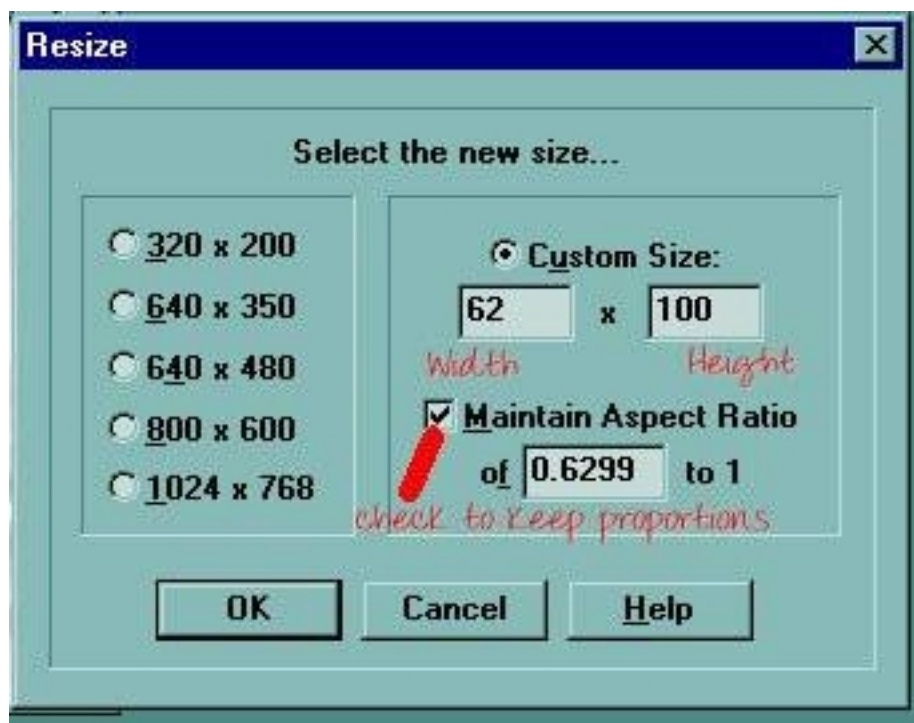 Resize
Select the new size...
320 x 200
640 x 350
640 x 480
800 x 600
1024 x 768
Custom Size:
62 x 100
Width Height
Maintain Aspect Ratio
of 0.6299 to 1
check to keep proportions
OK Cancel Help